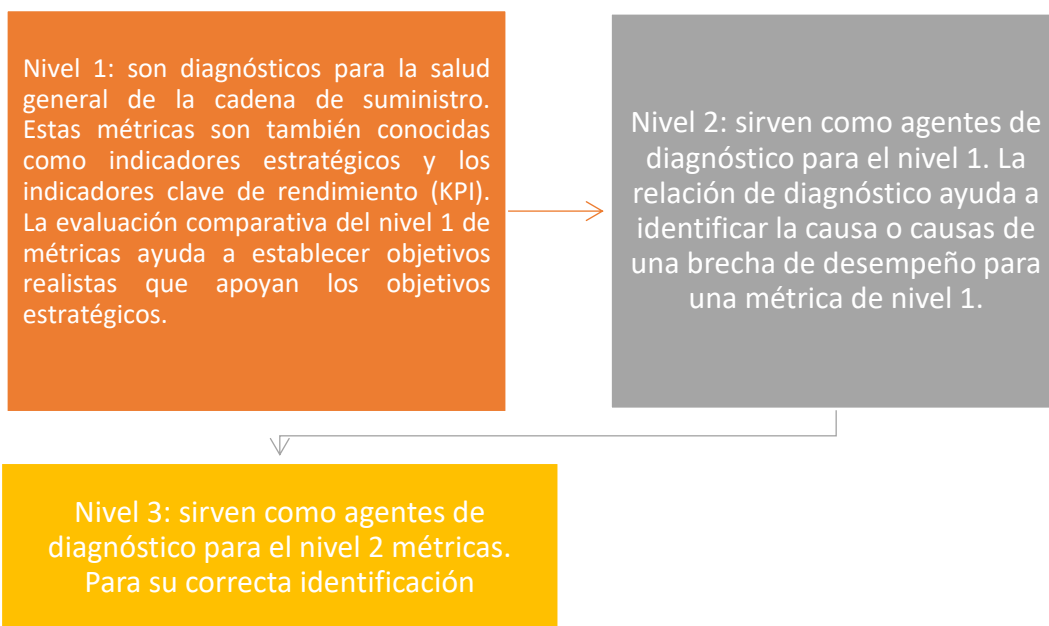 Nivel 1: son diagnósticos para la salud
general de la cadena de suministro.
Estas métricas son también conocidas
como indicadores estratégicos y los
indicadores clave de rendimiento (KPI).
La evaluación comparativa del nivel 1 de
métricas ayuda a establecer objetivos
realistas que apoyan los objetivos
estratégicos.
Nivel 2: sirven como agentes de
diagnóstico para el nivel 1. La
relación de diagnóstico ayuda a
identificar la causa o causas de
una brecha de desempeño para
una métrica de nivel 1.
Nivel 3: sirven como agentes de
diagnóstico para el nivel 2 métricas.
Para su correcta identificación